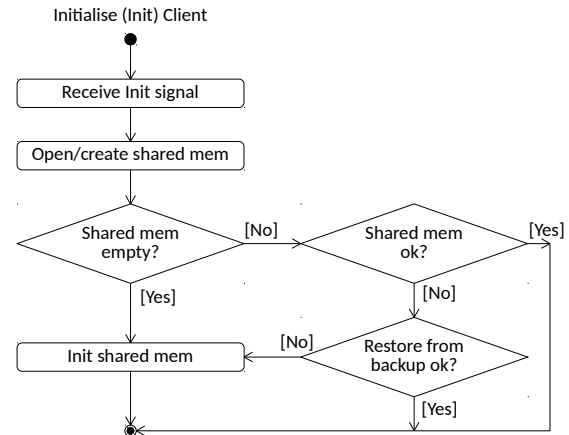 Initialise (Init) Client
Receive Init signal
Open/create shared mem
Shared mem
empty?
[No]
Shared mem
ok?
[Yes]
[Yes]
[No]
Init shared mem
[No]
Restore from
backup ok?
[Yes]